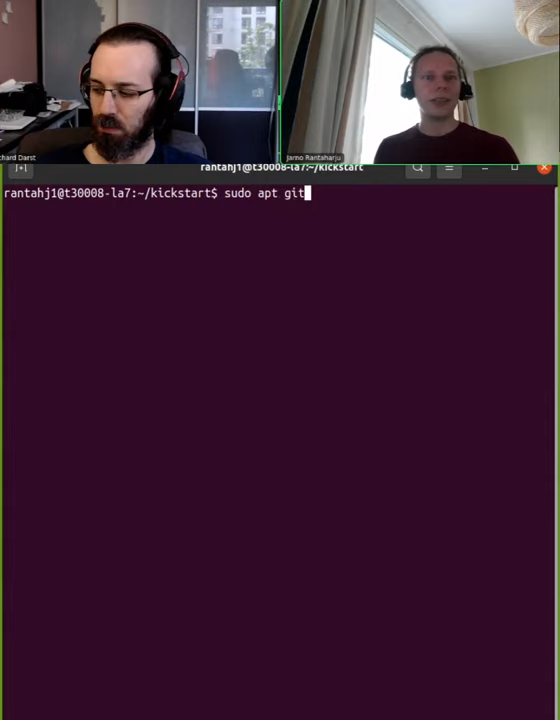 chard Darst
Jarno Rantaharju
rantahj1@t30008-la7:~/kickstart
rantahj1@t30008-la7:~/kickstart$ sudo apt git